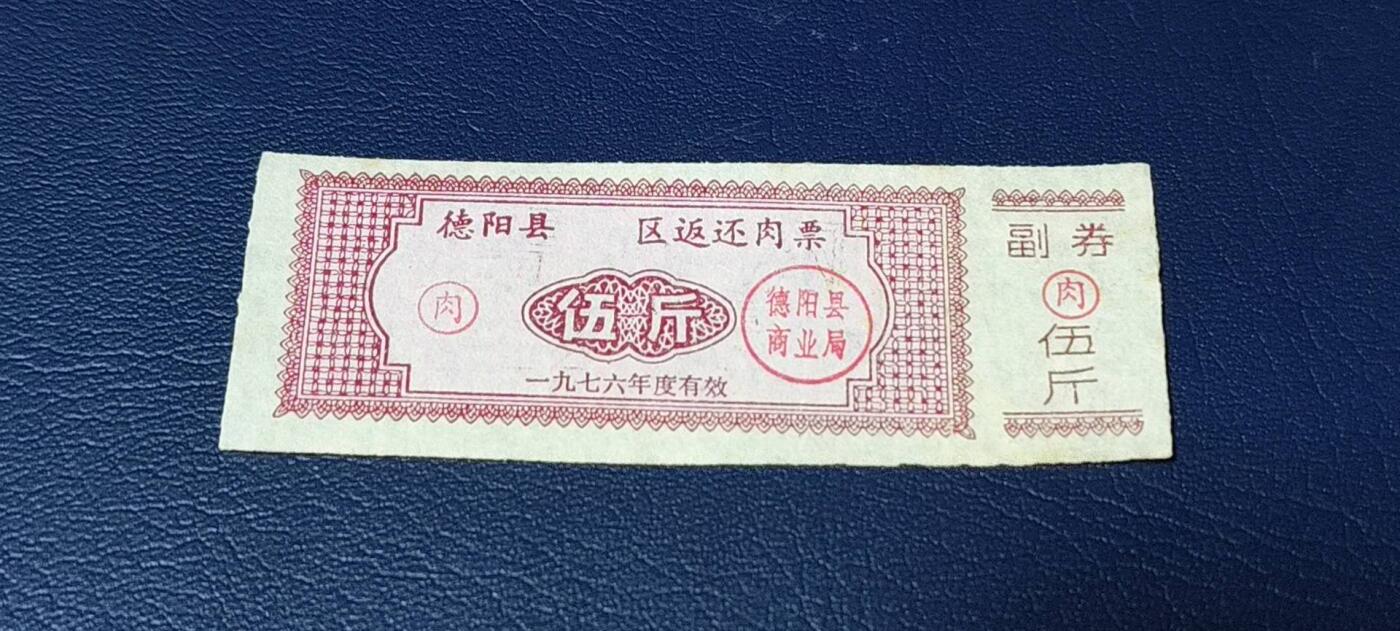 德阳县 区返还肉票
肉
伍斤
德阳县
商业局
一九七六年度有效
副券
肉
伍
斤